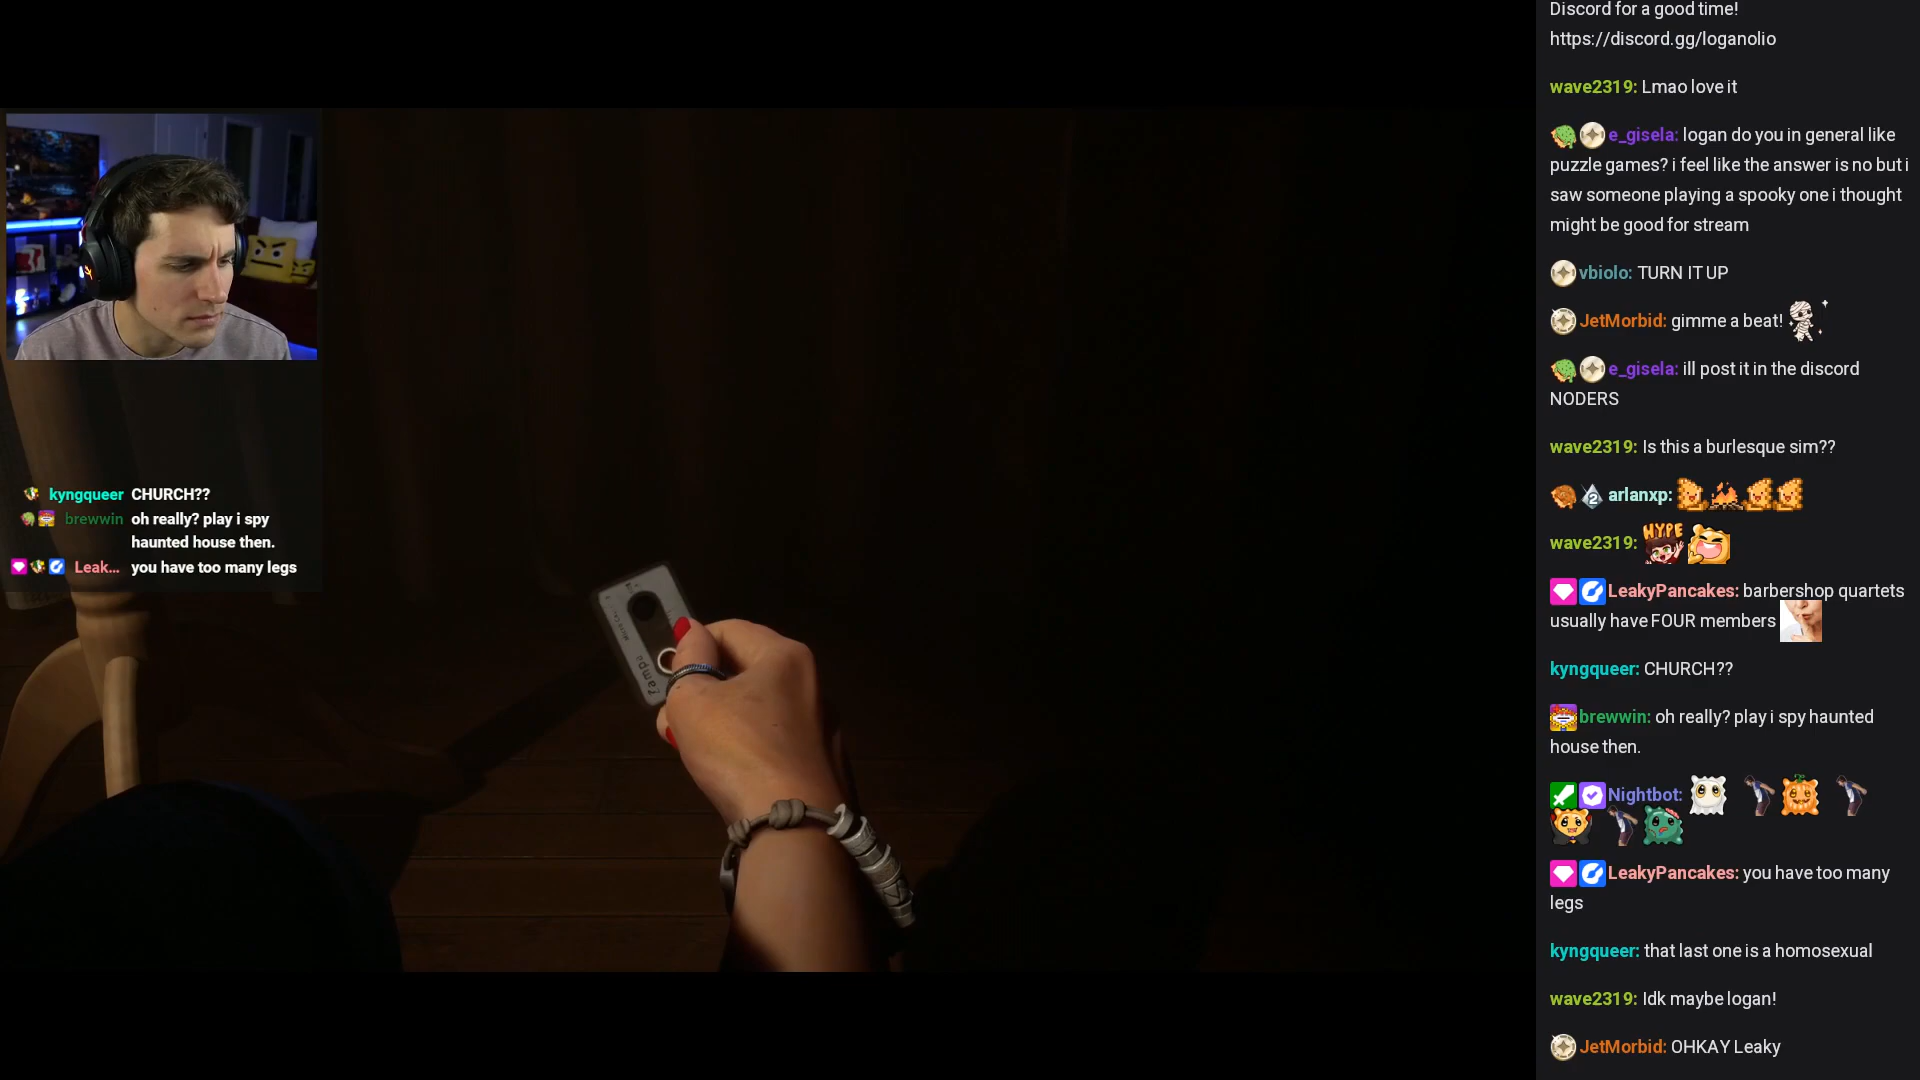 kyngqueer CHURCH??
brewwin oh really? play i spy
haunted house then.
Leak... you have too many legs
Discord for a good time!
https://discord.gg/loganolio
wave2319: Lmao love it
e_gisela: logan do you in general like
puzzle games? i feel like the answer is no but i
saw someone playing a spooky one i thought
might be good for stream
vbiolo: TURN IT UP
JetMorbid: gimme a beat!
e_gisela: ill post it in the discord
NODERS
wave2319: Is this a burlesque sim??
arlanxp:
wave2319: HYPE
LeakyPancakes: barbershop quartets
usually have FOUR members
kyngqueer: CHURCH??
brewwin: oh really? play i spy haunted
house then.
Nightbot:
LeakyPancakes: you have too many
legs
kyngqueer: that last one is a homosexual
wave2319: Idk maybe logan!
JetMorbid: OHKAY Leaky